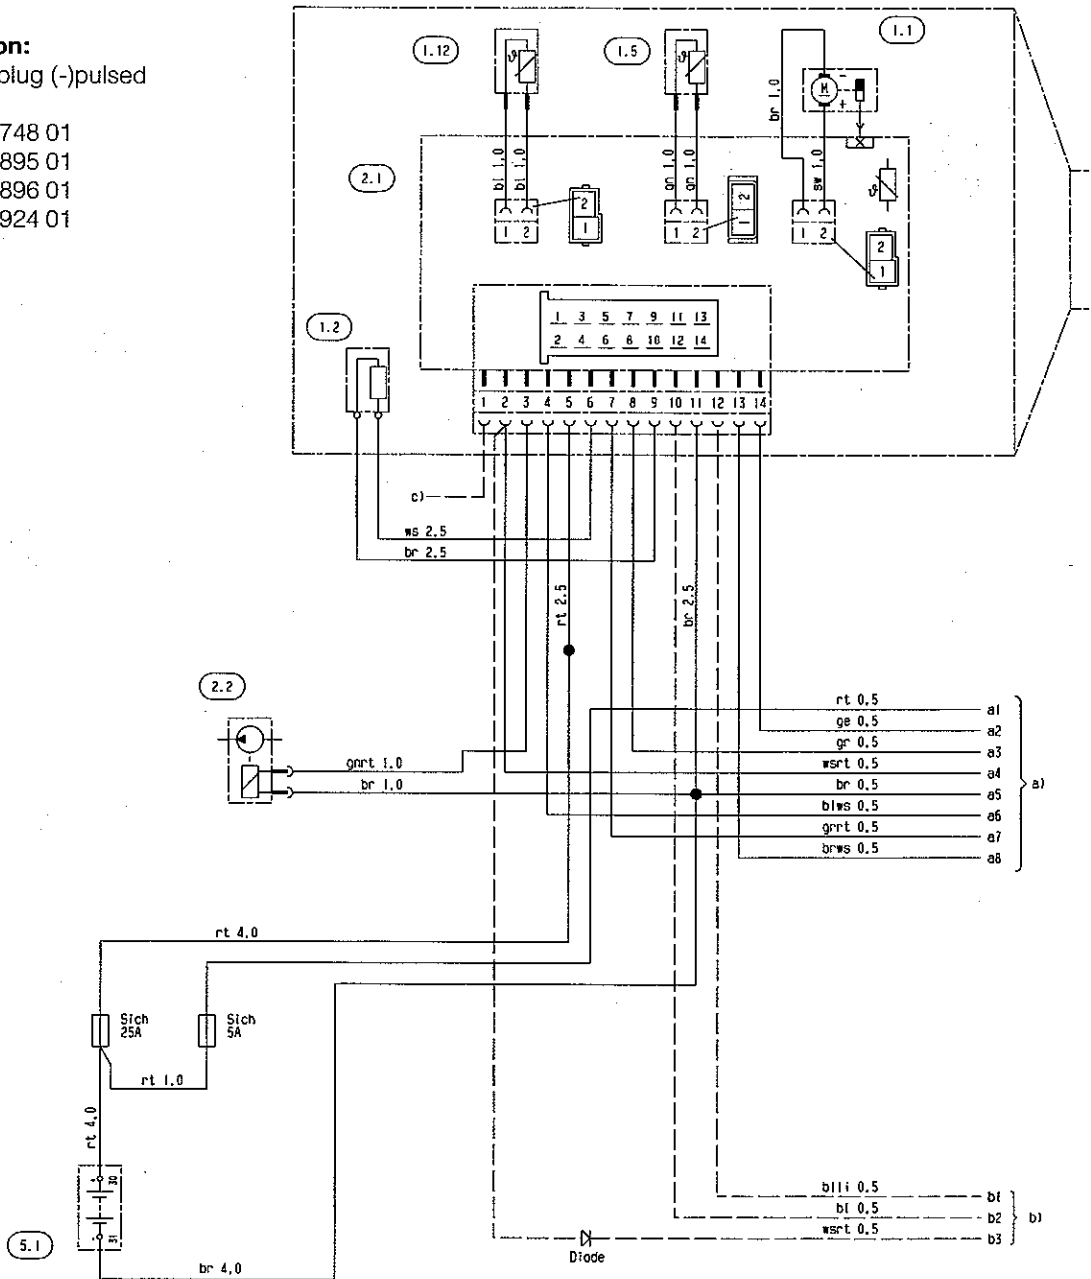 on:
plug (-)pulsed
748 01
895 01
896 01
924 01
1.12
1.5
1.1
br 1.0
M
- +
2.1
bl 1.0
bl 1.0
gn 1.0
gn 1.0
sw 1.0
1 2
2
1
1 2
1 2
1 2
2
1
1.2
1 3 5 7 9 11 13
2 4 6 8 10 12 14
1 2 3 4 5 6 7 8 9 10 11 12 13 14
c)
ws 2.5
br 2.5
rt 2.5
br 2.5
2.2
rt 0.5 a1
ge 0.5 a2
gr 0.5 a3
wsrt 0.5 a4
br 0.5 a5
blws 0.5 a6
grrt 0.5 a7
brws 0.5 a8
a)
gnrt 1.0
br 1.0
rt 4.0
Sich
25A
Sich
5A
rt 1.0
rt 4.0
+ 30
31
5.1
br 4.0
blli 0.5 b1
bl 0.5 b2
wsrt 0.5 b3
b)
Diode